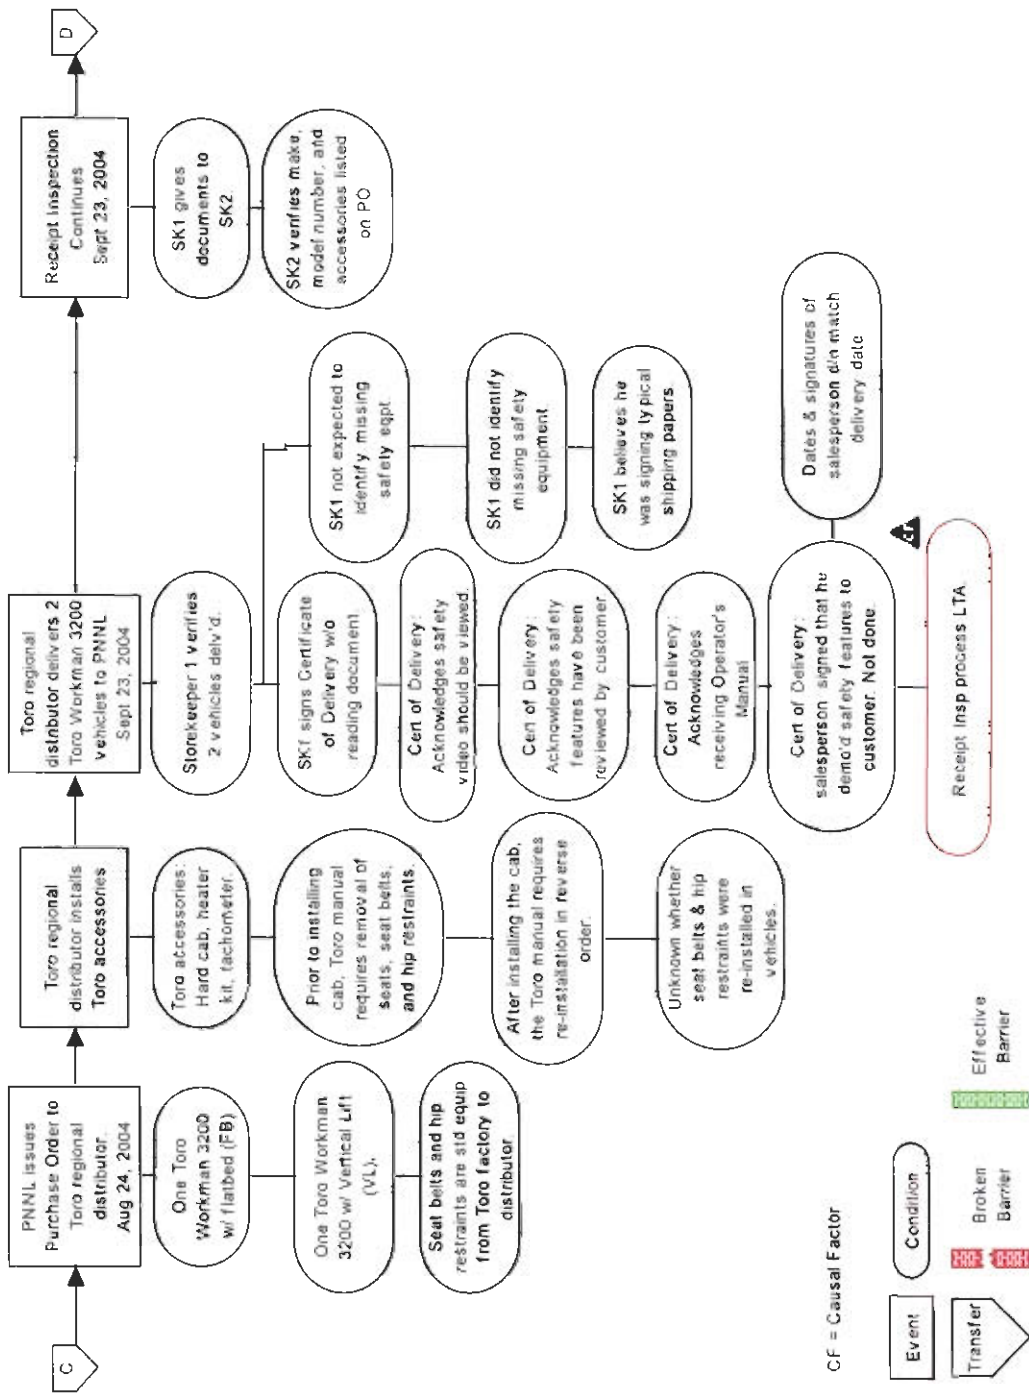 C
PNNL issues
Purchase Order to
Toro regional
distributor.
Aug 24, 2004
One Toro
Workman 3200
w/ flatbed (FB)
One Toro Workman
3200 w/ Vertical Lift
(VL).
Seat belts and hip
restraints are std equip
from Toro factory to
distributor.
Toro regional
distributor installs
Toro accessories
Toro accessories:
Hard cab, heater
kit, tachometer.
Prior to installing
cab, Toro manual
requires removal of
seats, seat belts,
and hip restraints.
After installing the cab,
the Toro manual requires
re-installation in reverse
order.
Unknown whether
seat belts & hip
restraints were
re-installed in
vehicles.
Toro regional
distributor delivers 2
Toro Workman 3200
vehicles to PNNL
Sept 23, 2004
Storekeeper 1 verifies
2 vehicles delv'd.
SK1 signs Certificate
of Delivery w/o
reading document.
Cert of Delivery:
Acknowledges safety
video should be viewed.
Cert of Delivery:
Acknowledges safety
features have been
reviewed by customer
Cert of Delivery:
Acknowledges
receiving Operator's
Manual
Cert of Delivery:
salesperson signed that he
demo'd safety features to
customer. Not done.
CF
Receipt Insp process LTA.
SK1 not expected to
identify missing
safety eqpt.
SK1 did not identify
missing safety
equipment.
SK1 believes he
was signing typical
shipping papers.
Dates & signatures of
salesperson d/n match
delivery date
Receipt Inspection
Continues
Sept 23, 2004
SK1 gives
documents to
SK2.
SK2 verifies make,
model number, and
accessories listed
on PO
D
CF = Causal Factor
Event
Condition
Transfer
Broken
Barrier
Effective
Barrier